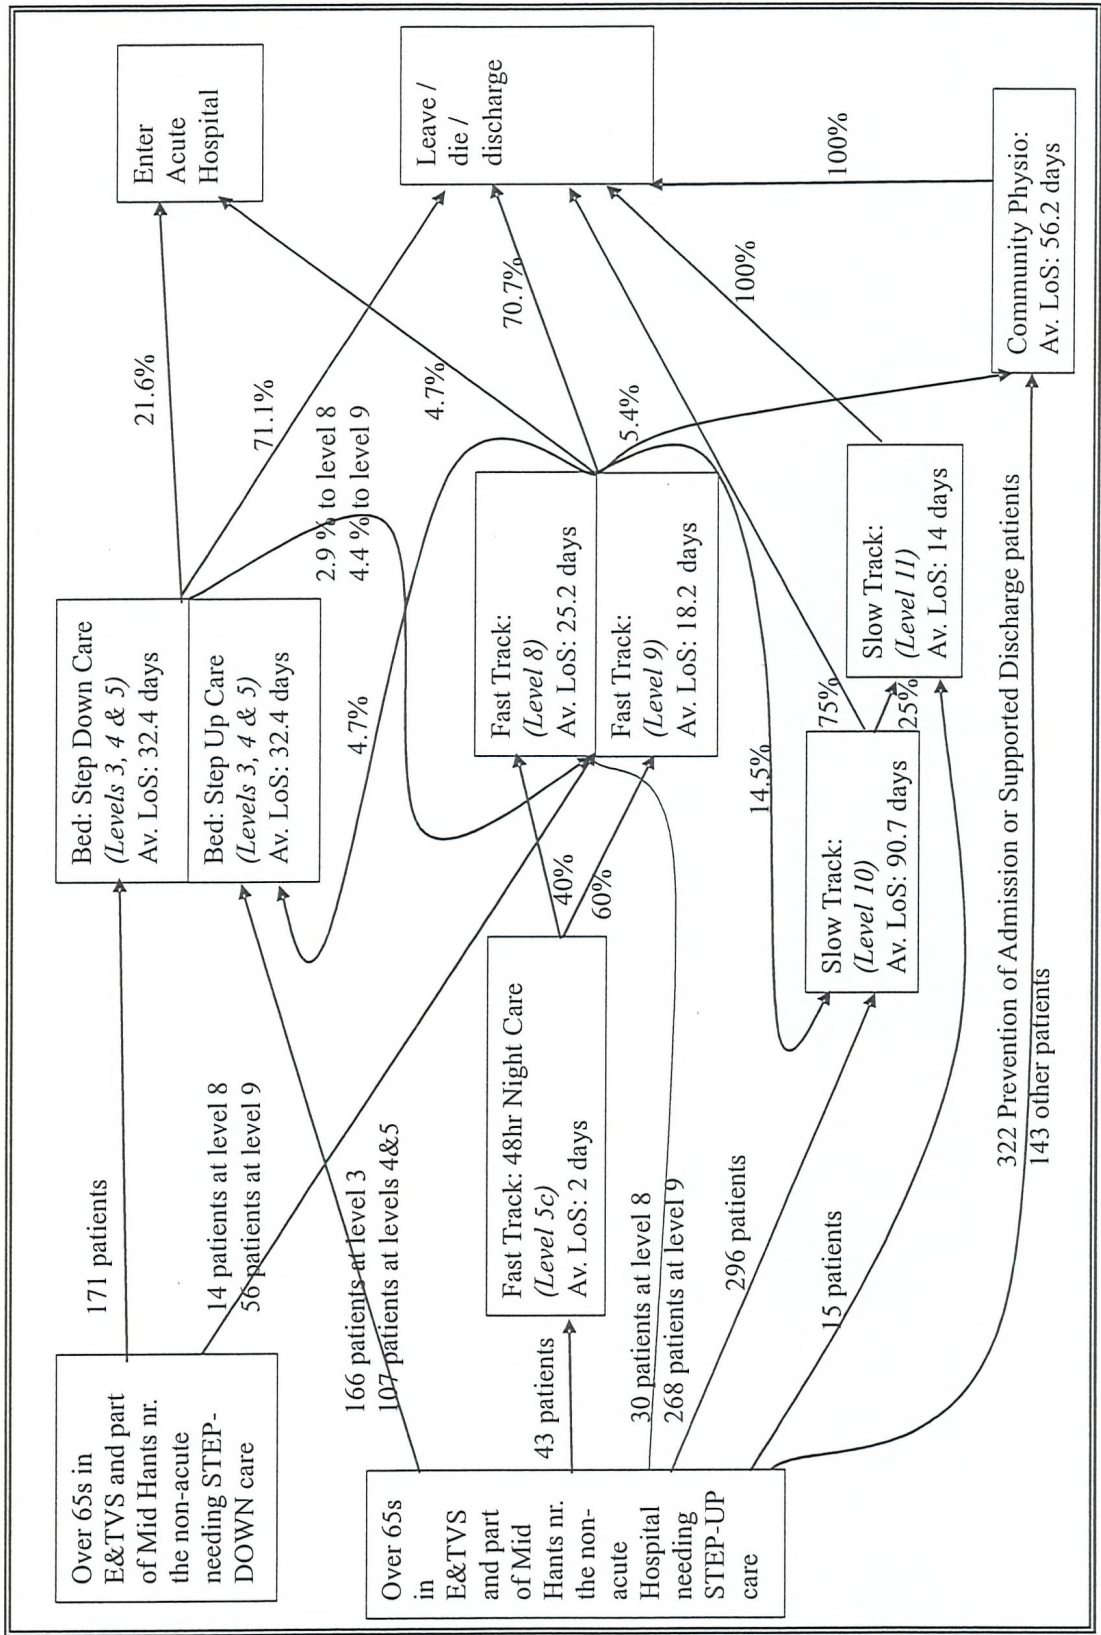 Over 65s in
E&TVS and part
of Mid Hants nr.
the non-acute
needing STEP-
DOWN care
171 patients
14 patients at level 8
56 patients at level 9
Bed: Step Down Care
(Levels 3, 4 & 5)
Av. LoS: 32.4 days
Bed: Step Up Care
(Levels 3, 4 & 5)
Av. LoS: 32.4 days
21.6%
71.1%
2.9 % to level 8
4.4 % to level 9
Enter
Acute
Hospital
Over 65s
in
E&TVS
and part
of Mid
Hants nr.
the non-
acute
Hospital
needing
STEP-UP
care
166 patients at level 3
107 patients at levels 4&5
43 patients
30 patients at level 8
268 patients at level 9
296 patients
15 patients
Fast Track: 48hr Night Care
(Level 5c)
Av. LoS: 2 days
40%
60%
4.7%
Fast Track:
(Level 8)
Av. LoS: 25.2 days
Fast Track:
(Level 9)
Av. LoS: 18.2 days
4.7%
70.7%
5.4%
14.5%
Leave /
die /
discharge
Slow Track:
(Level 10)
Av. LoS: 90.7 days
75%
25%
Slow Track:
(Level 11)
Av. LoS: 14 days
100%
100%
322 Prevention of Admission or Supported Discharge patients
143 other patients
Community Physio:
Av. LoS: 56.2 days